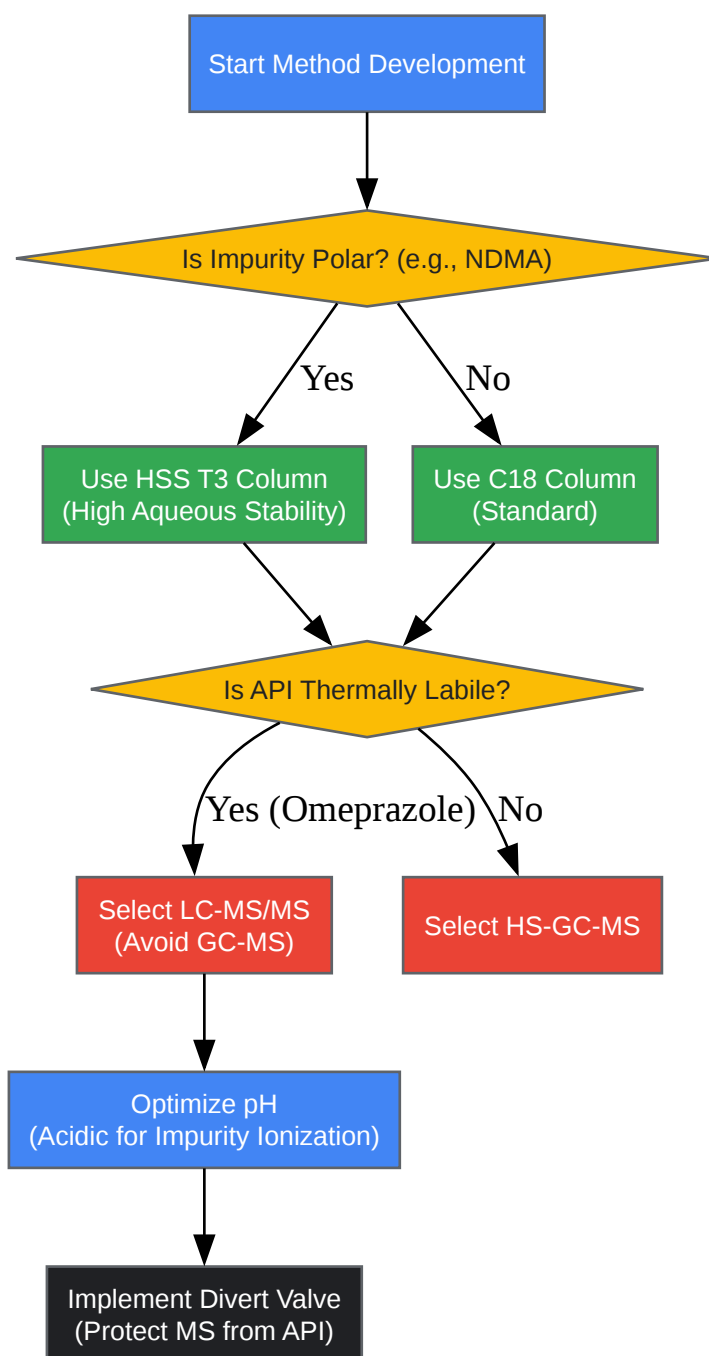 Start Method Development
Is Impurity Polar? (e.g., NDMA)
Yes
No
Use HSS T3 Column
(High Aqueous Stability)
Use C18 Column
(Standard)
Is API Thermally Labile?
Yes (Omeprazole)
No
Select LC-MS/MS
(Avoid GC-MS)
Select HS-GC-MS
Optimize pH
(Acidic for Impurity Ionization)
Implement Divert Valve
(Protect MS from API)